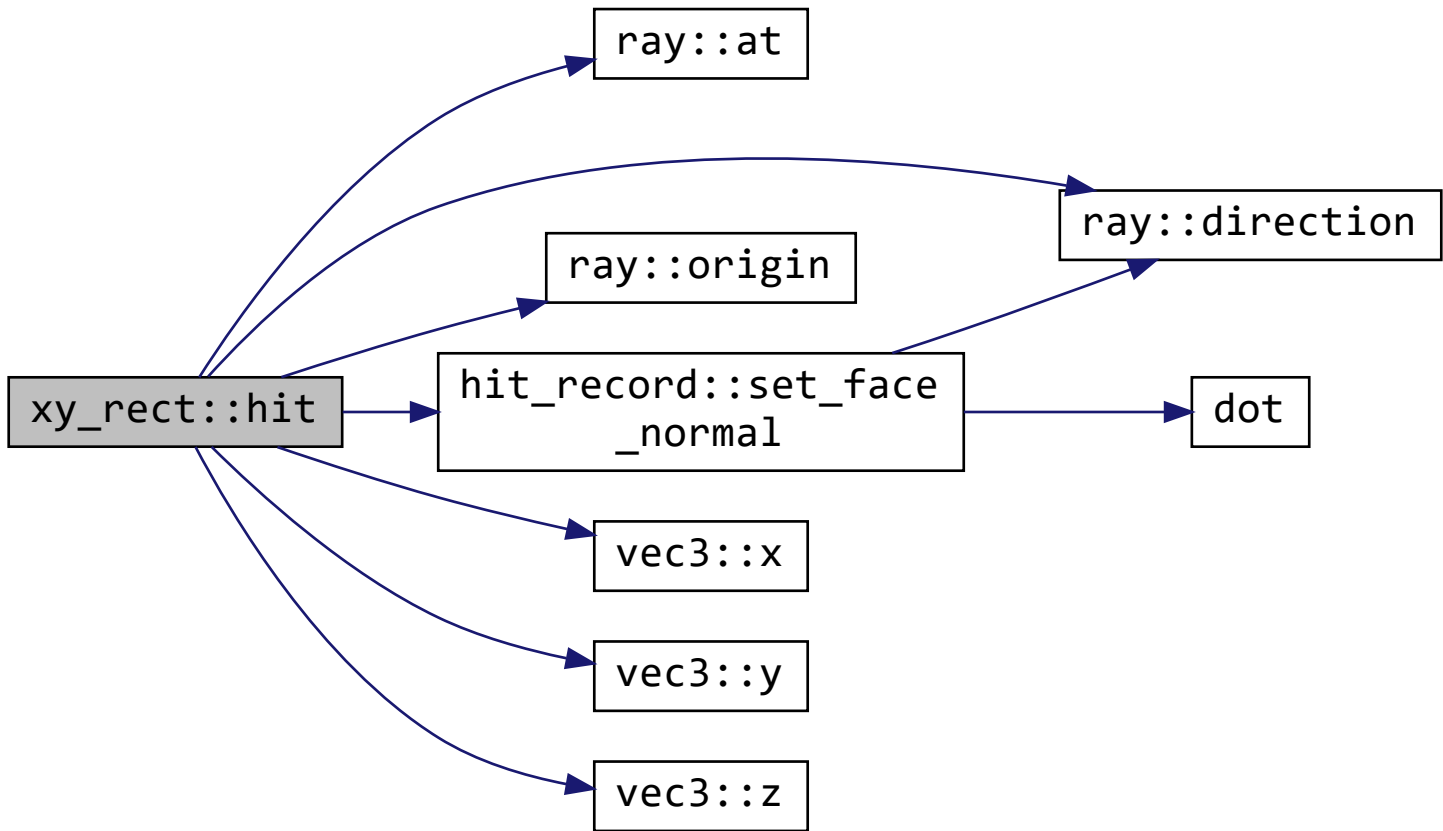 ray::at
ray::direction
ray::origin
xy_rect::hit
hit_record::set_face
_normal
dot
vec3::x
vec3::y
vec3::z